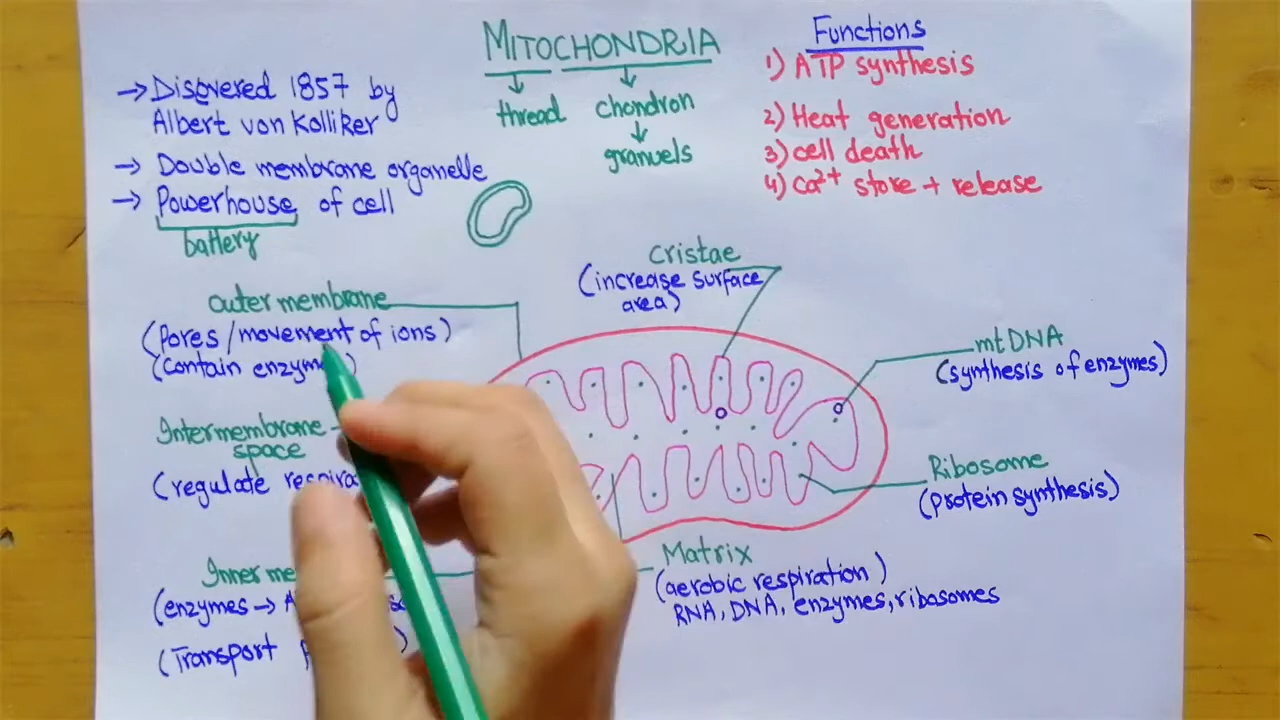 MITOCHONDRIA
thread
chondron
granuels
→ Discovered 1857 by
Albert von Kolliker
→ Double membrane organelle
→ Powerhouse of cell
battery
Functions
1) ATP synthesis
2) Heat generation
3) cell death
4) Ca2+ store + release
outer membrane
(Pores/movement of ions)
(contain enzym
Intermembrane
space
(regulate
Inner
(enzymes →
(Transport
cristae
(increase surface
area)
mtDNA
(synthesis of enzymes)
Ribosome
(protein synthesis)
Matrix
(aerobic respiration)
RNA, DNA, enzymes, ribosomes